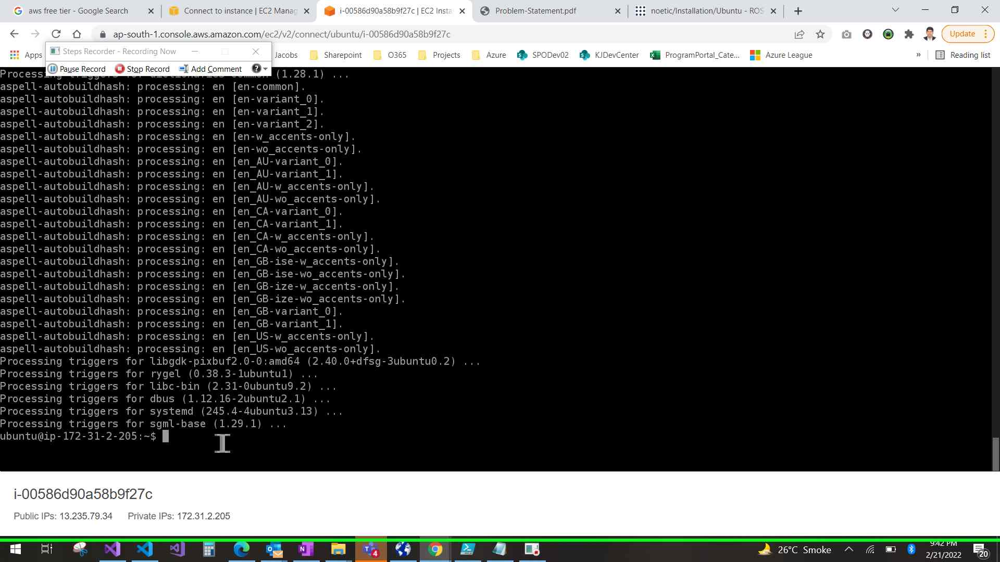 aws free tier - Google Search
Connect to instance | EC2 Manag
i-00586d90a58b9f27c | EC2 Insta
Problem-Statement.pdf
noetic/Installation/Ubuntu - ROS
ap-south-1.console.aws.amazon.com/ec2/v2/connect/ubuntu/i-00586d90a58b9f27c
Update
Apps
Steps Recorder - Recording Now
Jacobs
Sharepoint
O365
Projects
Azure
SPODev02
KJDevCenter
ProgramPortal_Cate...
Azure League
»
Reading list
Pause Record
Stop Record
Add Comment
Processing triggers for dictionaries-common (1.28.1) ...
aspell-autobuildhash: processing: en [en-common].
aspell-autobuildhash: processing: en [en-variant_0].
aspell-autobuildhash: processing: en [en-variant_1].
aspell-autobuildhash: processing: en [en-variant_2].
aspell-autobuildhash: processing: en [en-w_accents-only].
aspell-autobuildhash: processing: en [en-wo_accents-only].
aspell-autobuildhash: processing: en [en_AU-variant_0].
aspell-autobuildhash: processing: en [en_AU-variant_1].
aspell-autobuildhash: processing: en [en_AU-w_accents-only].
aspell-autobuildhash: processing: en [en_AU-wo_accents-only].
aspell-autobuildhash: processing: en [en_CA-variant_0].
aspell-autobuildhash: processing: en [en_CA-variant_1].
aspell-autobuildhash: processing: en [en_CA-w_accents-only].
aspell-autobuildhash: processing: en [en_CA-wo_accents-only].
aspell-autobuildhash: processing: en [en_GB-ise-w_accents-only].
aspell-autobuildhash: processing: en [en_GB-ise-wo_accents-only].
aspell-autobuildhash: processing: en [en_GB-ize-w_accents-only].
aspell-autobuildhash: processing: en [en_GB-ize-wo_accents-only].
aspell-autobuildhash: processing: en [en_GB-variant_0].
aspell-autobuildhash: processing: en [en_GB-variant_1].
aspell-autobuildhash: processing: en [en_US-w_accents-only].
aspell-autobuildhash: processing: en [en_US-wo_accents-only].
Processing triggers for libgdk-pixbuf2.0-0:amd64 (2.40.0+dfsg-3ubuntu0.2) ...
Processing triggers for rygel (0.38.3-1ubuntu1) ...
Processing triggers for libc-bin (2.31-0ubuntu9.2) ...
Processing triggers for dbus (1.12.16-2ubuntu2.1) ...
Processing triggers for systemd (245.4-4ubuntu3.13) ...
Processing triggers for sgml-base (1.29.1) ...
ubuntu@ip-172-31-2-205:~$
i-00586d90a58b9f27c
Public IPs: 13.235.79.34 Private IPs: 172.31.2.205
4
26°C Smoke
9:42 PM
2/21/2022
20